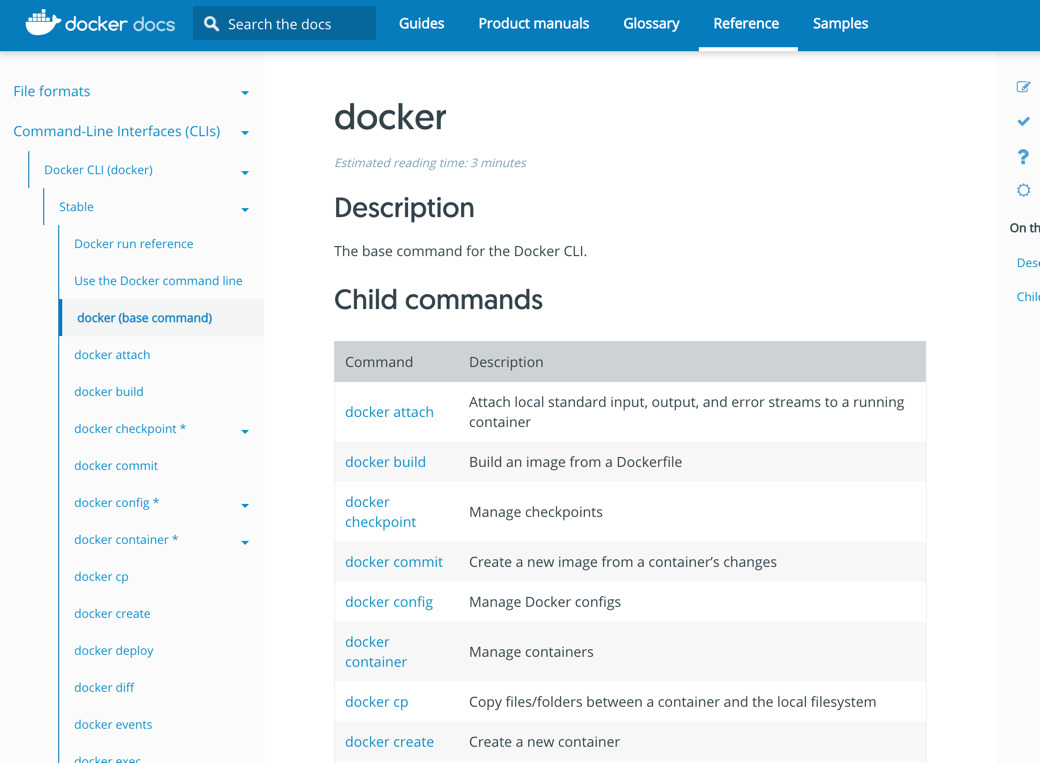 docker docs
Search the docs
Guides
Product manuals
Glossary
Reference
Samples
File formats
Command-Line Interfaces (CLIs)
Docker CLI (docker)
Stable
Docker run reference
Use the Docker command line
docker (base command)
docker attach
docker build
docker checkpoint *
docker commit
docker config *
docker container *
docker cp
docker create
docker deploy
docker diff
docker events
docker exec
docker
Estimated reading time: 3 minutes
Description
The base command for the Docker CLI.
Child commands
Command Description
docker attach Attach local standard input, output, and error streams to a running
container
docker build Build an image from a Dockerfile
docker
checkpoint Manage checkpoints
docker commit Create a new image from a container’s changes
docker config Manage Docker configs
docker
container Manage containers
docker cp Copy files/folders between a container and the local filesystem
docker create Create a new container
?
On th
Desc
Child